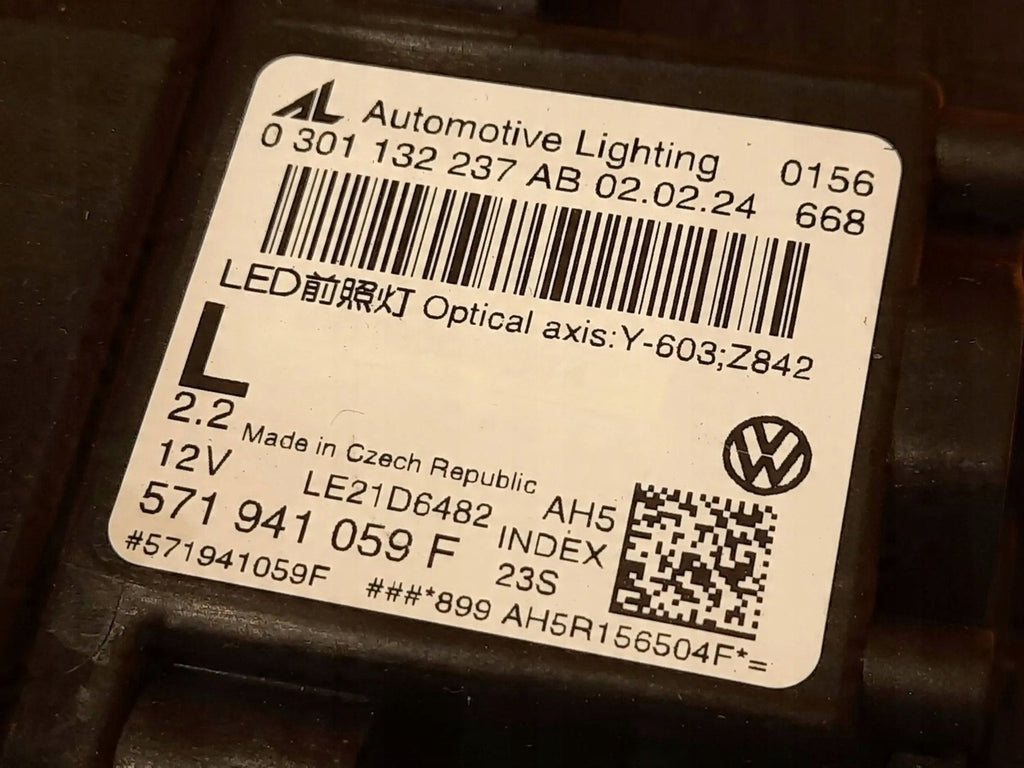 AL Automotive Lighting 0156
0 301 132 237 AB 02.02.24 668
LED前照灯 Optical axis:Y-603;Z842
L
2.2 Made in Czech Republic
12V LE21D6482 AH5
571 941 059 F INDEX
23S
#571941059F ###*899 AH5R156504F*=